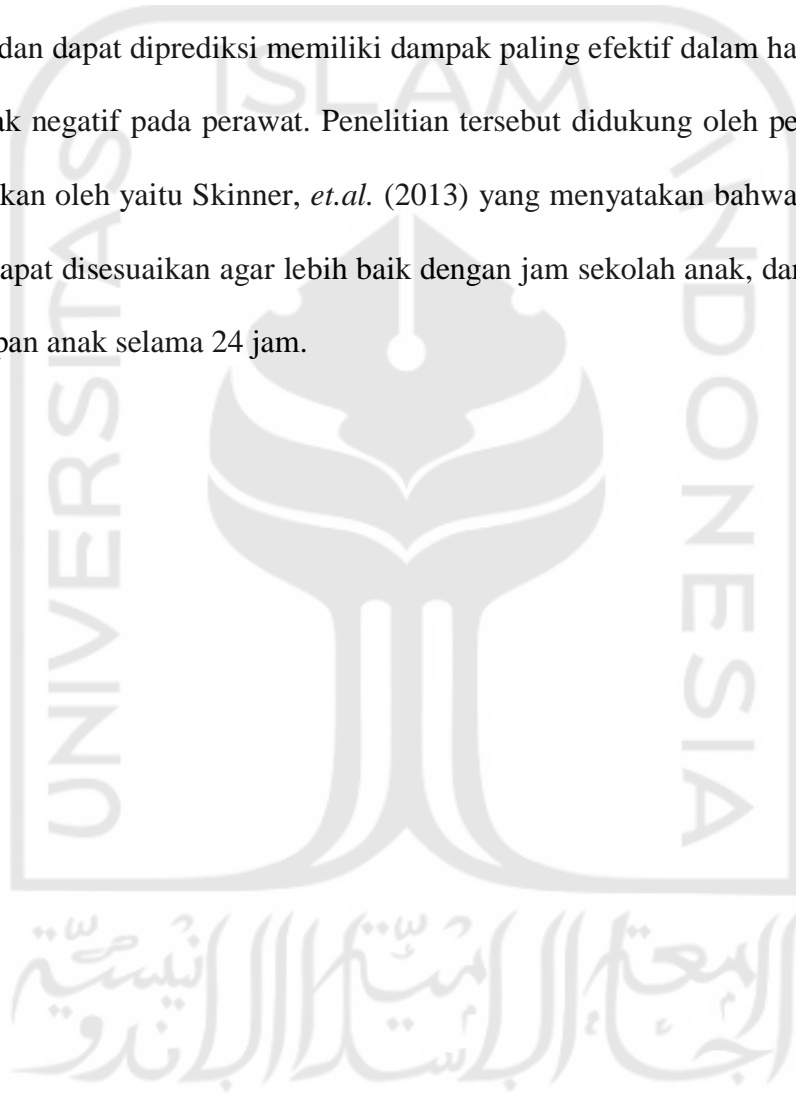 dan dapat diprediksi memiliki dampak paling efektif dalam ha
ak negatif pada perawat. Penelitian tersebut didukung oleh pe
kan oleh yaitu Skinner, et.al. (2013) yang menyatakan bahwa
apat disesuaikan agar lebih baik dengan jam sekolah anak, dan
pan anak selama 24 jam.
ISLAM
UNIVERSITAS
INDONESIA